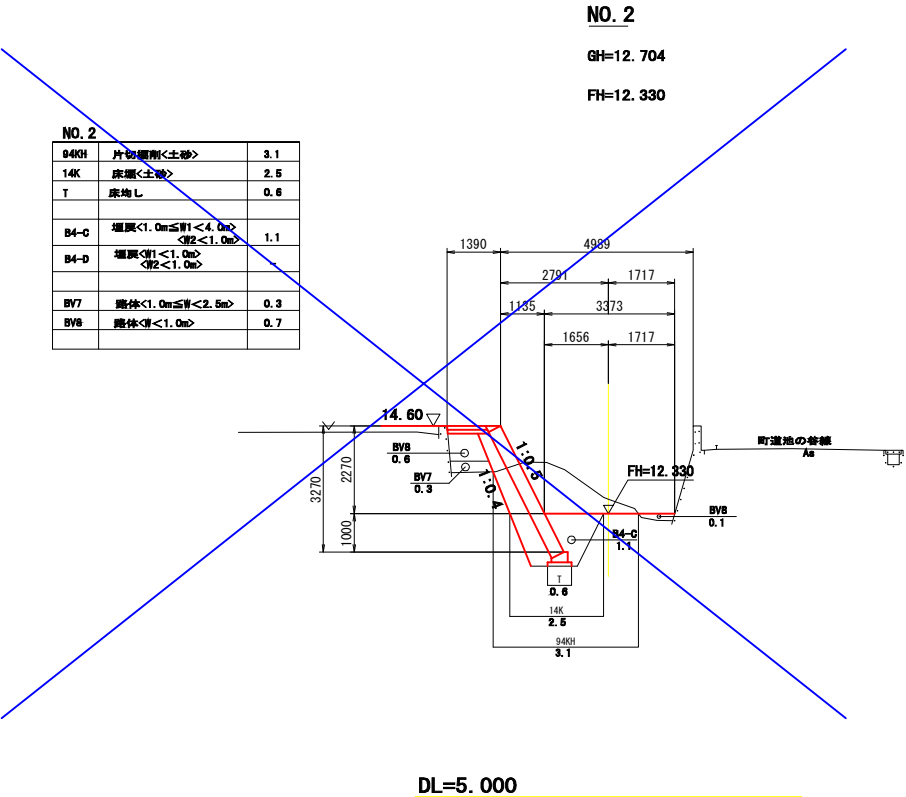 NO. 2
GH=12. 704
FH=12. 330
NO. 2
94KH 片切掘削<土砂> 3. 1
14K 床掘<土砂> 2. 5
T 床均し 0. 6
B4-C 埋戻<1. 0m≦W1<4. 0m>
<W2<1. 0m> 1. 1
B4-D 埋戻<W1<1. 0m> -
<W2<1. 0m>
BV7 路体<1. 0m≦W<2. 5m> 0. 3
BV8 路体<W<1. 0m> 0. 7
1390 4989
2791 1717
1135 3373
1656 1717
14.60
1:0.5
町道池の谷線
As
BV8
0. 6
FH=12. 330
BV7
0. 3
1:0.4
2270
3270
1000
BV8
0. 1
B4-C
1. 1
T
0. 6
14K
2. 5
94KH
3. 1
DL=5. 000